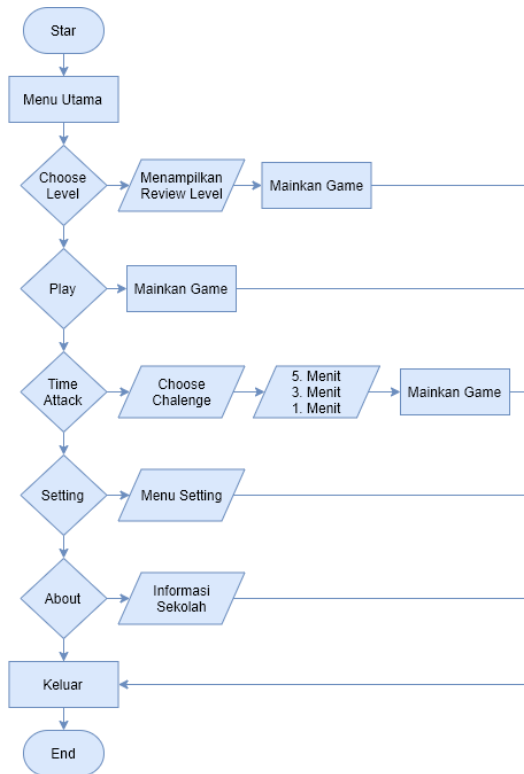 Star
Menu Utama
Choose
Level
Menampilkan
Review Level
Mainkan Game
Play
Mainkan Game
Time
Attack
Choose
Chalenge
5. Menit
3. Menit
1. Menit
Mainkan Game
Setting
Menu Setting
About
Informasi
Sekolah
Keluar
End